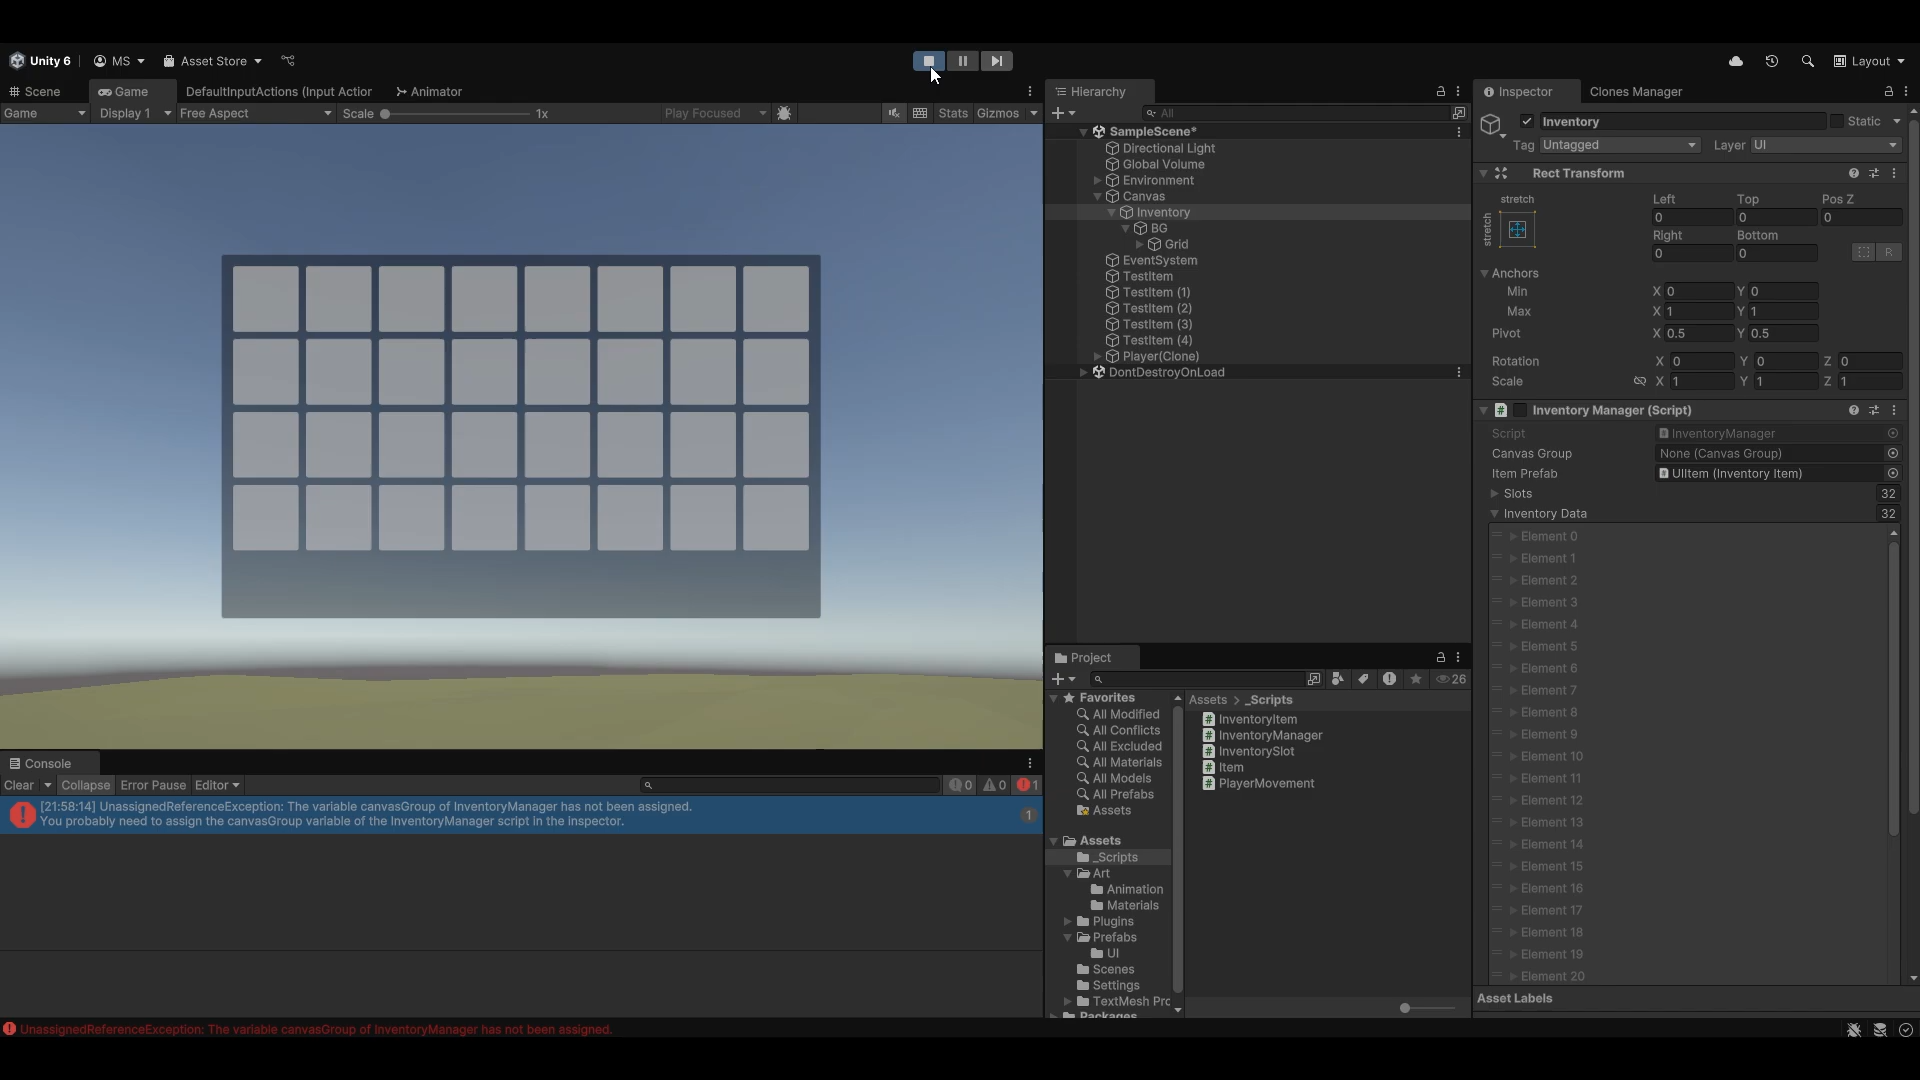 Unity 6 MS Asset Store Layout
Scene Game DefaultInputActions (Input Action Animator
Game Display 1 Free Aspect Scale 1x Play Focused Stats Gizmos
[21:58:14] UnassignedReferenceException: The variable canvasGroup of InventoryManager has not been assigned.
You probably need to assign the canvasGroup variable of the InventoryManager script in the inspector.
1
Console
Clear Collapse Error Pause Editor 0 0 1
UnassignedReferenceException: The variable canvasGroup of InventoryManager has not been assigned.
Hierarchy
All
SampleScene*
Directional Light
Global Volume
Environment
Canvas
Inventory
BG
Grid
EventSystem
TestItem
TestItem (1)
TestItem (2)
TestItem (3)
TestItem (4)
Player(Clone)
DontDestroyOnLoad
Project
26
Favorites
All Modified
All Conflicts
All Excluded
All Materials
All Models
All Prefabs
Assets
Assets
_Scripts
Art
Animation
Materials
Plugins
Prefabs
UI
Scenes
Settings
TextMesh Prc
Packages
Assets > _Scripts
InventoryItem
InventoryManager
InventorySlot
Item
PlayerMovement
Inspector Clones Manager
Inventory Static
Tag Untagged Layer UI
Rect Transform
stretch Left Top Pos Z
stretch 0 0 0
Right Bottom
0 0 R
Anchors
Min X 0 Y 0
Max X 1 Y 1
Pivot X 0.5 Y 0.5
Rotation X 0 Y 0 Z 0
Scale X 1 Y 1 Z 1
# Inventory Manager (Script)
Script InventoryManager
Canvas Group None (Canvas Group)
Item Prefab UIItem (Inventory Item)
Slots 32
Inventory Data 32
Element 0
Element 1
Element 2
Element 3
Element 4
Element 5
Element 6
Element 7
Element 8
Element 9
Element 10
Element 11
Element 12
Element 13
Element 14
Element 15
Element 16
Element 17
Element 18
Element 19
Element 20
Asset Labels